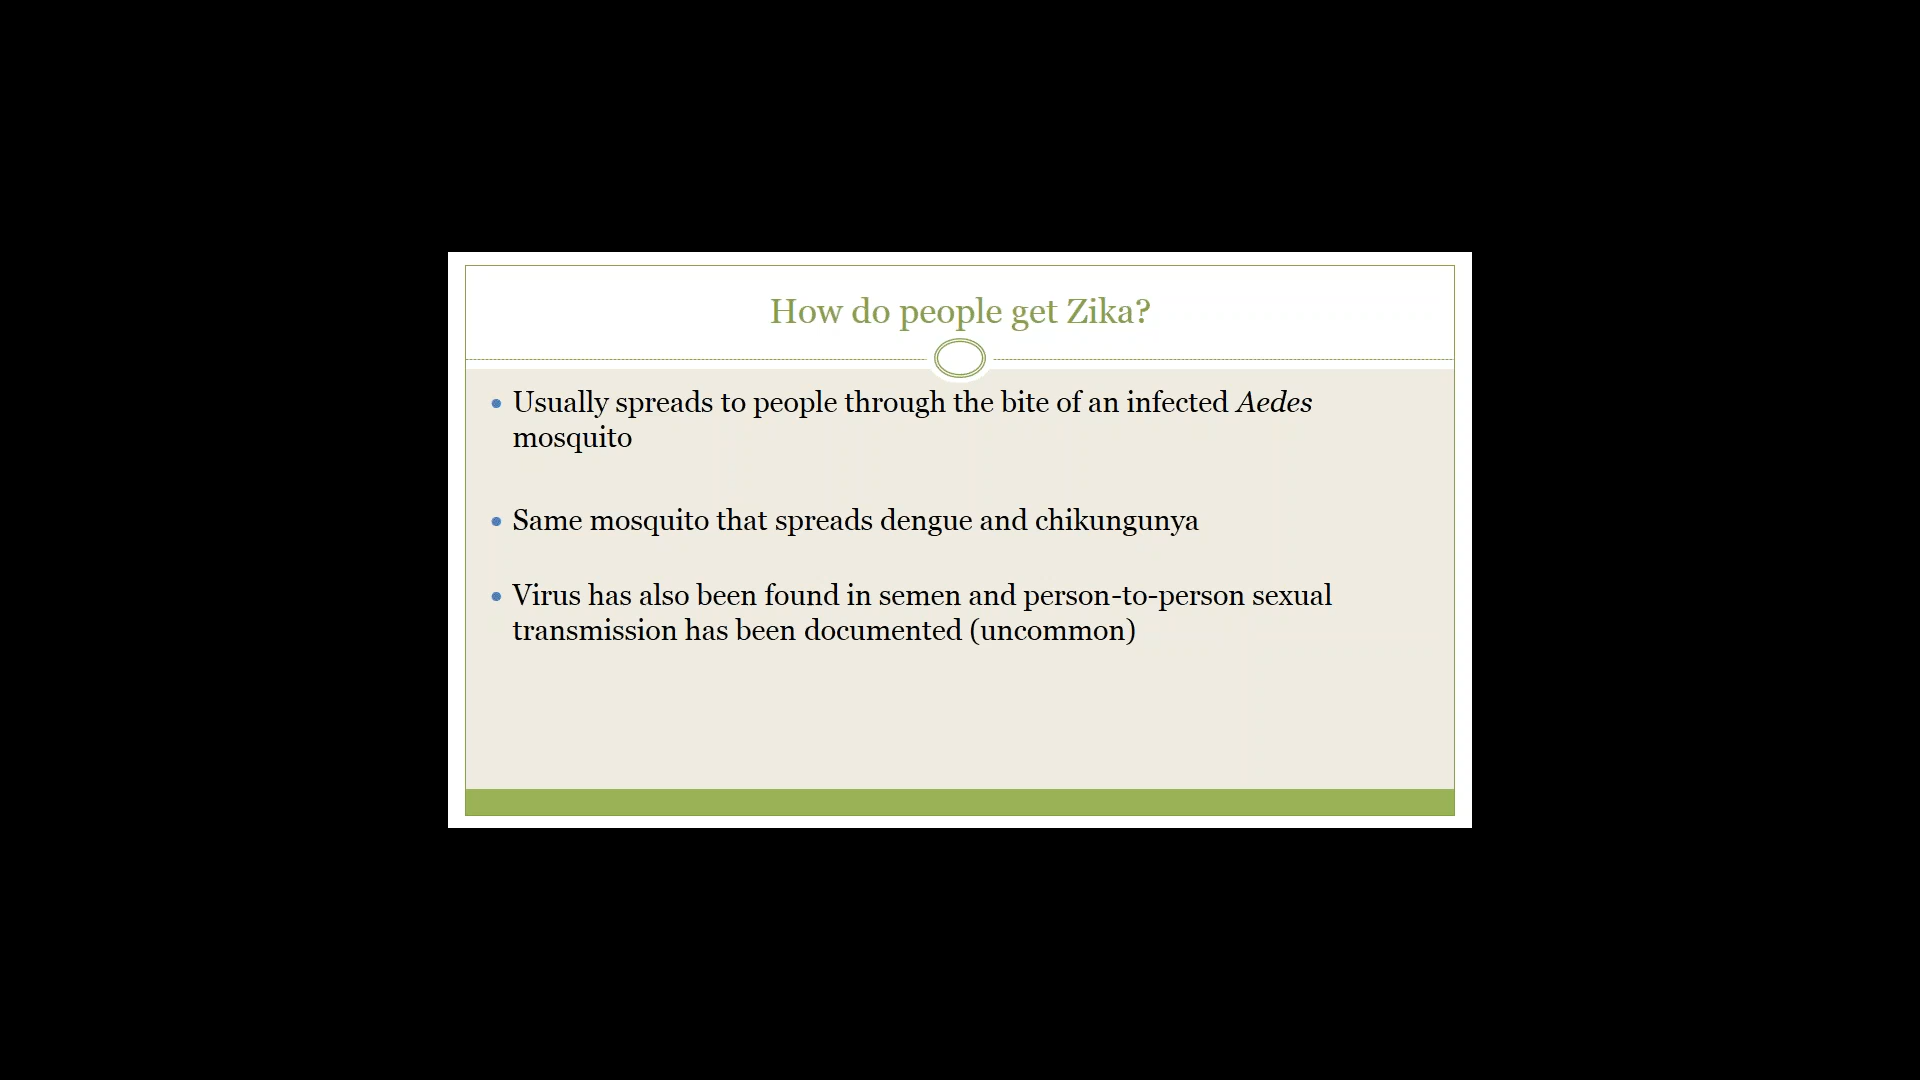 How do people get Zika?
• Usually spreads to people through the bite of an infected Aedes
mosquito
• Same mosquito that spreads dengue and chikungunya
• Virus has also been found in semen and person-to-person sexual
transmission has been documented (uncommon)